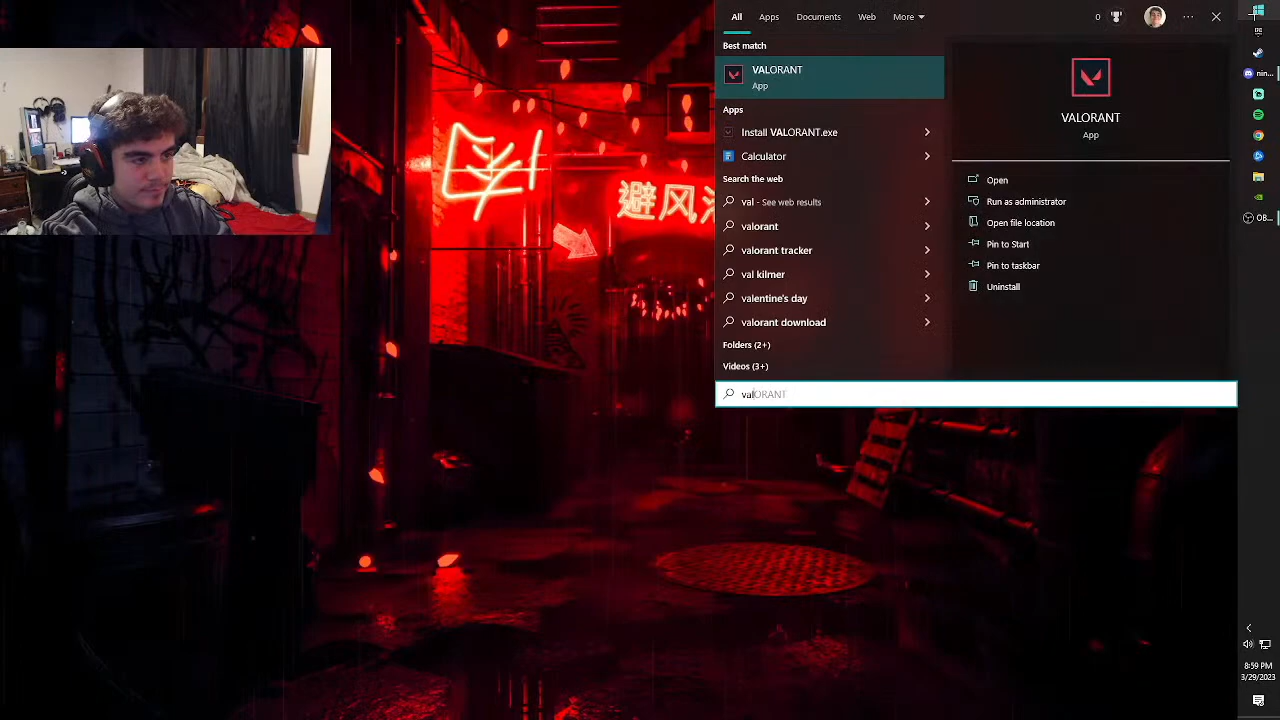 All Apps Documents Web More 0 ... 
Best match
VALORANT
App
Apps
Install VALORANT.exe
Calculator
Search the web
val - See web results
valorant
valorant tracker
val kilmer
valentine's day
valorant download
Folders (2+)
Videos (3+)
valORANT
VALORANT
App
Open
Run as administrator
Open file location
Pin to Start
Pin to taskbar
Uninstall
避风
OB...
8:59 PM
3/29/2023